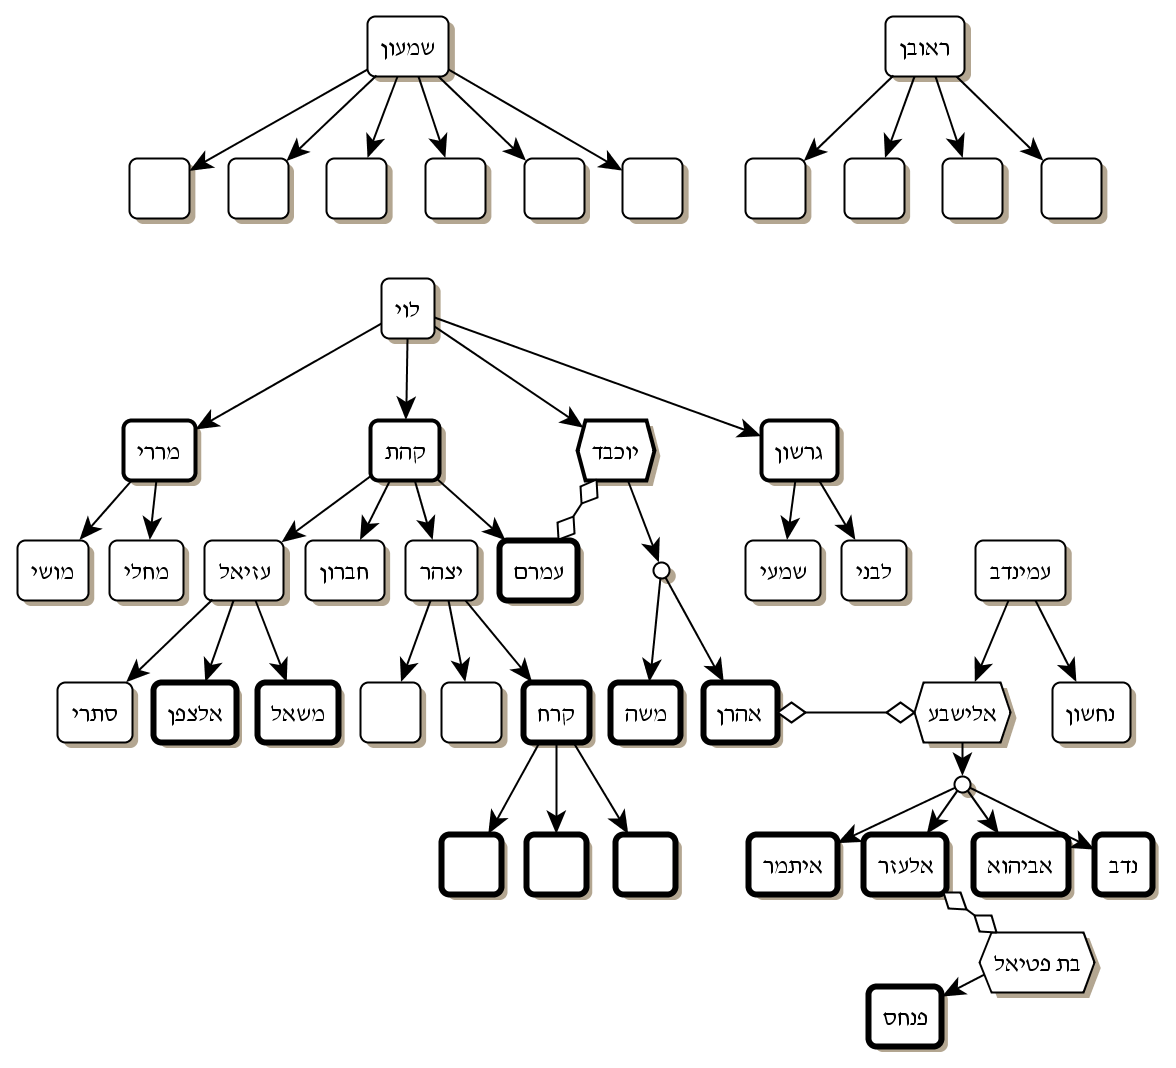 ראובן
שמעון
לוי
גרשון
יוכבד
קהת
מררי
עמינדב
לבני
שמעי
עמרם
יצהר
חברון
עזיאל
מחלי
מושי
נחשון
אלישבע
אהרן
משה
קרח
משאל
אלצפן
סתרי
נדב
אביהוא
אלעזר
איתמר
בת פטיאל
פנחס